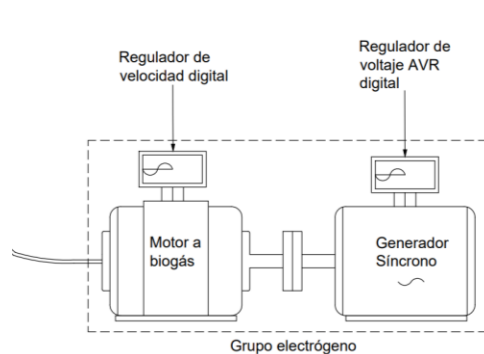 Regulador de
velocidad digital
Regulador de
voltaje AVR
digital
Motor a
biogás
Generador
Síncrono
Grupo electrógeno